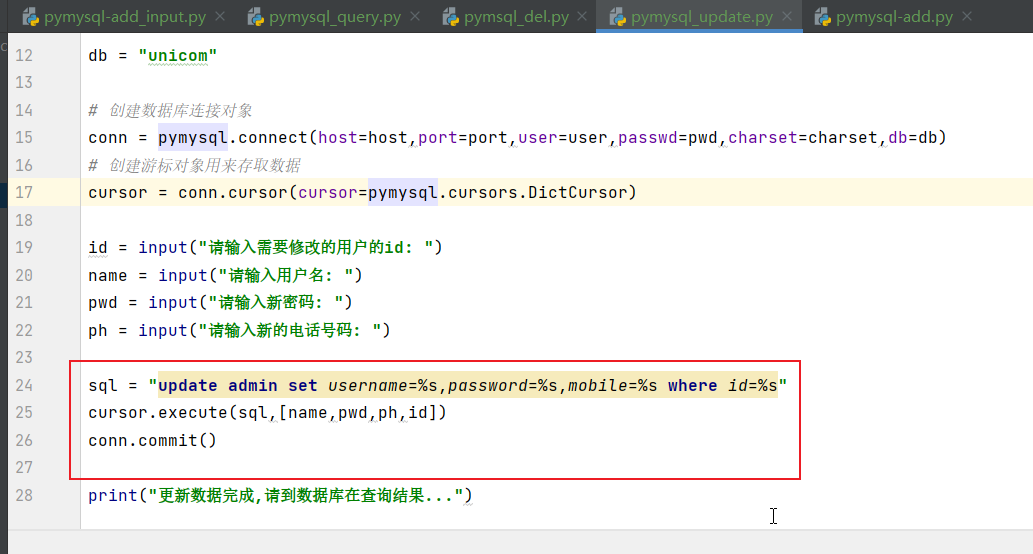 pymysql-add_input.py pymysql_query.py pymsql_del.py pymysql_update.py pymysql-add.py
12 db = "unicom"
13
14 # 创建数据库连接对象
15 conn = pymysql.connect(host=host,port=port,user=user,passwd=pwd,charset=charset,db=db)
16 # 创建游标对象用来存取数据
17 cursor = conn.cursor(cursor=pymysql.cursors.DictCursor)
18
19 id = input("请输入需要修改的用户的id: ")
20 name = input("请输入用户名: ")
21 pwd = input("请输入新密码: ")
22 ph = input("请输入新的电话号码: ")
23
24 sql = "update admin set username=%s,password=%s,mobile=%s where id=%s"
25 cursor.execute(sql,[name,pwd,ph,id])
26 conn.commit()
27
28 print("更新数据完成,请到数据库在查询结果...")